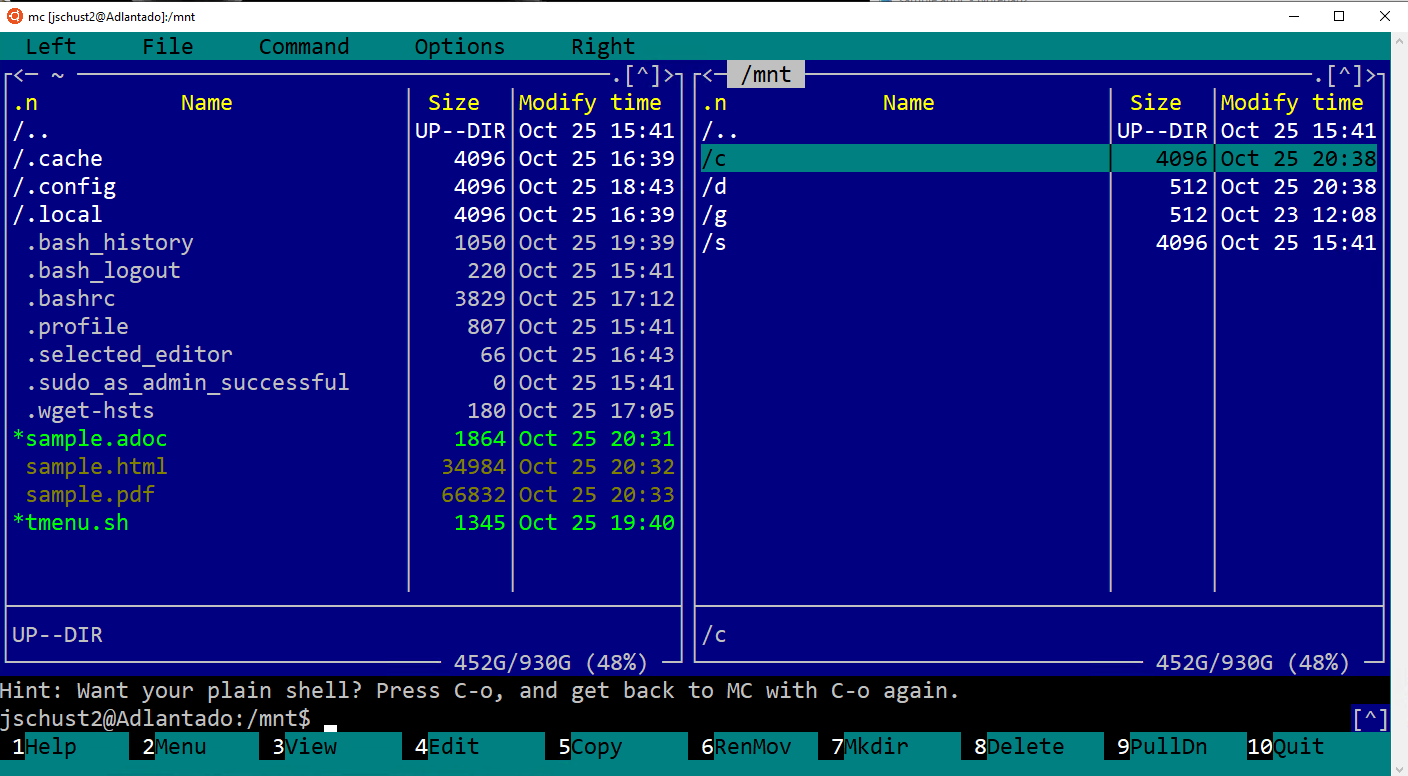 mc [jschust2@Adlantado]:/mnt
Left File Command Options Right
<─ ~ .[^]> <─ /mnt .[^]>
.n Name Size Modify time .n Name Size Modify time
/.. UP--DIR Oct 25 15:41 /.. UP--DIR Oct 25 15:41
/.cache 4096 Oct 25 16:39 /c 4096 Oct 25 20:38
/.config 4096 Oct 25 18:43 /d 512 Oct 25 20:38
/.local 4096 Oct 25 16:39 /g 512 Oct 23 12:08
.bash_history 1050 Oct 25 19:39 /s 4096 Oct 25 15:41
.bash_logout 220 Oct 25 15:41
.bashrc 3829 Oct 25 17:12
.profile 807 Oct 25 15:41
.selected_editor 66 Oct 25 16:43
.sudo_as_admin_successful 0 Oct 25 15:41
.wget-hsts 180 Oct 25 17:05
*sample.adoc 1864 Oct 25 20:31
sample.html 34984 Oct 25 20:32
sample.pdf 66832 Oct 25 20:33
*tmenu.sh 1345 Oct 25 19:40
UP--DIR /c
452G/930G (48%) 452G/930G (48%)
Hint: Want your plain shell? Press C-o, and get back to MC with C-o again.
jschust2@Adlantado:/mnt$ [^]
1Help 2Menu 3View 4Edit 5Copy 6RenMov 7Mkdir 8Delete 9PullDn 10Quit